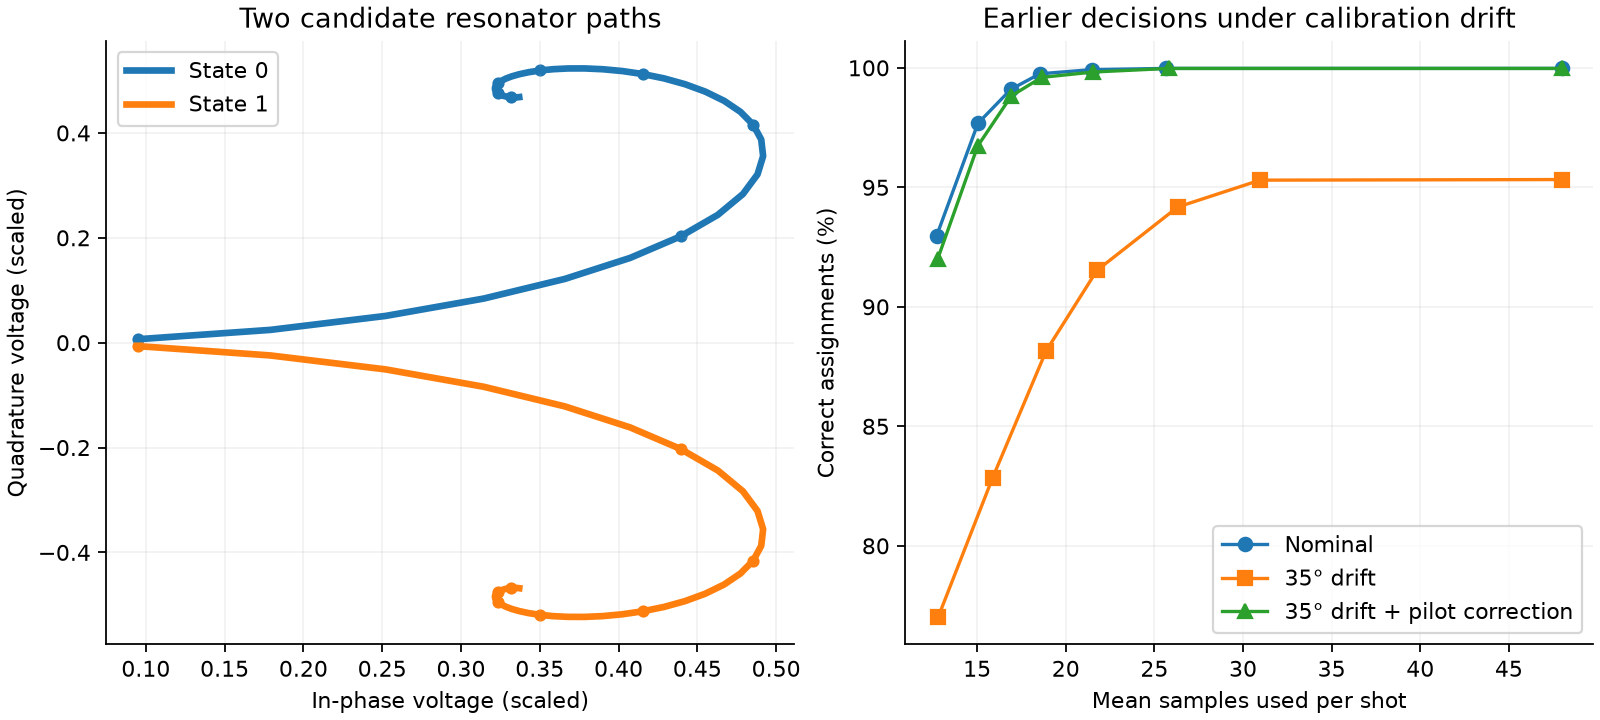 Two candidate resonator paths
State 0
State 1
Quadrature voltage (scaled)
0.4
0.2
0.0
−0.2
−0.4
0.10 0.15 0.20 0.25 0.30 0.35 0.40 0.45 0.50
In-phase voltage (scaled)
Earlier decisions under calibration drift
Correct assignments (%)
100
95
90
85
80
Nominal
35° drift
35° drift + pilot correction
15 20 25 30 35 40 45
Mean samples used per shot